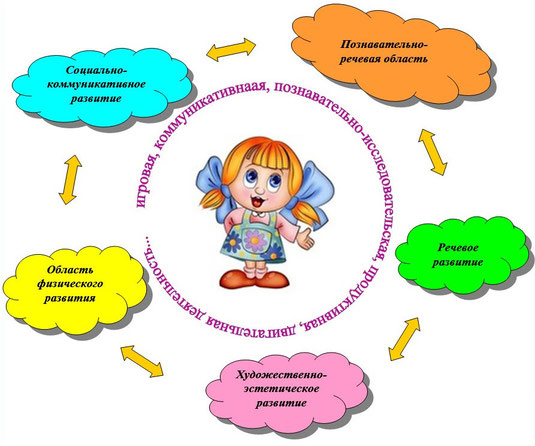 Социально-
коммуникативное
развитие
Познавательно-
речевая область
игровая, коммуникативнаая, познавательно-исследовательская, продуктивная, двигательная деятельность...
Речевое
развитие
Область
физического
развития
Художественно-
эстетическое
развитие